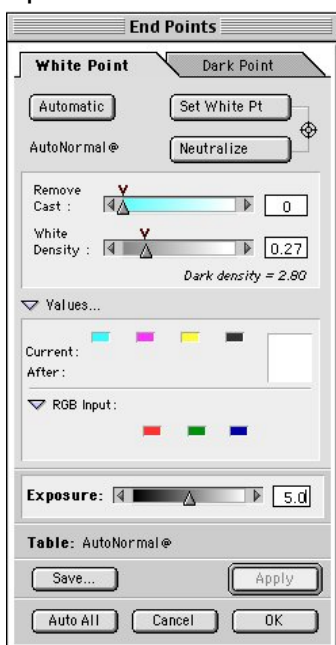 End Points
White Point Dark Point
Automatic Set White Pt
AutoNormal@ Neutralize
Remove
Cast : 0
White
Density : 0.27
Dark density = 2.80
Values...
Current:
After:
RGB Input:
Exposure: 5.0
Table: AutoNormal@
Save... Apply
Auto All Cancel OK